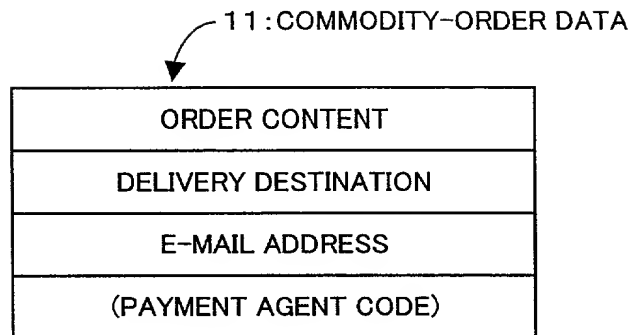 11:COMMODITY-ORDER DATA
ORDER CONTENT
DELIVERY DESTINATION
E-MAIL ADDRESS
(PAYMENT AGENT CODE)